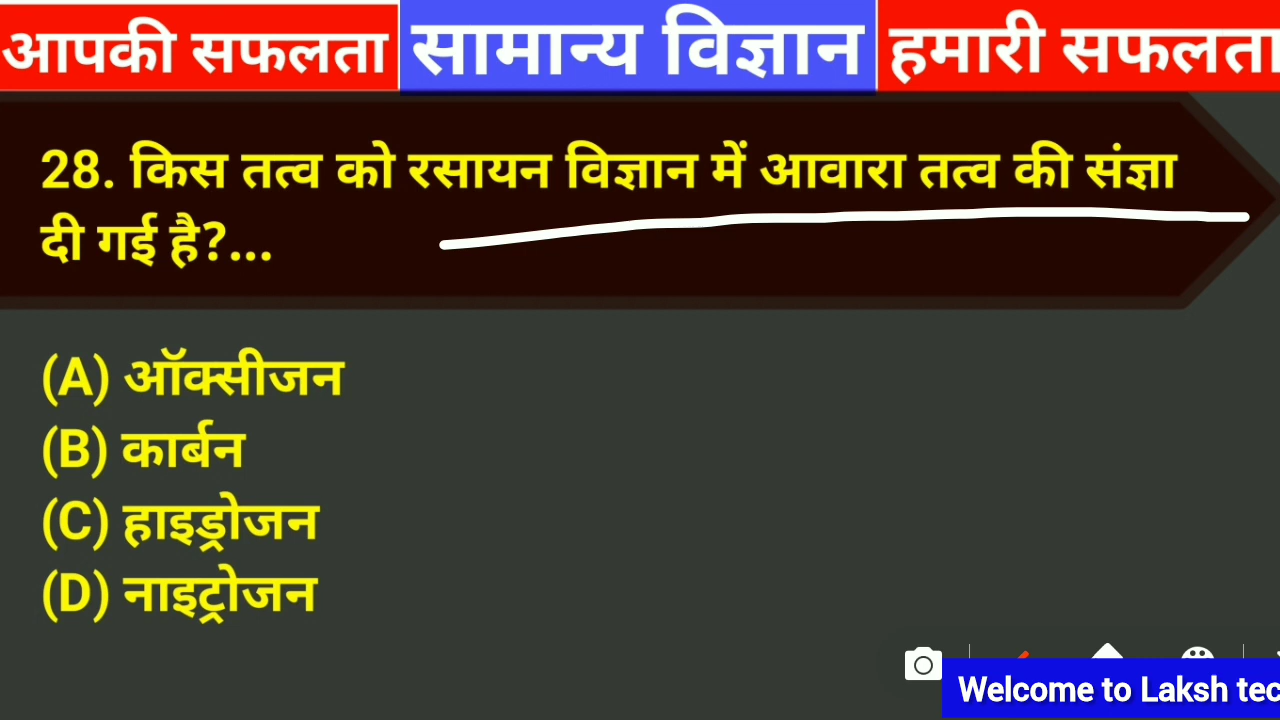 आपकी सफलता सामान्य विज्ञान हमारी सफलता
28. किस तत्व को रसायन विज्ञान में आवारा तत्व की संज्ञा
दी गई है?...
(A) ऑक्सीजन
(B) कार्बन
(C) हाइड्रोजन
(D) नाइट्रोजन
Welcome to Laksh tec